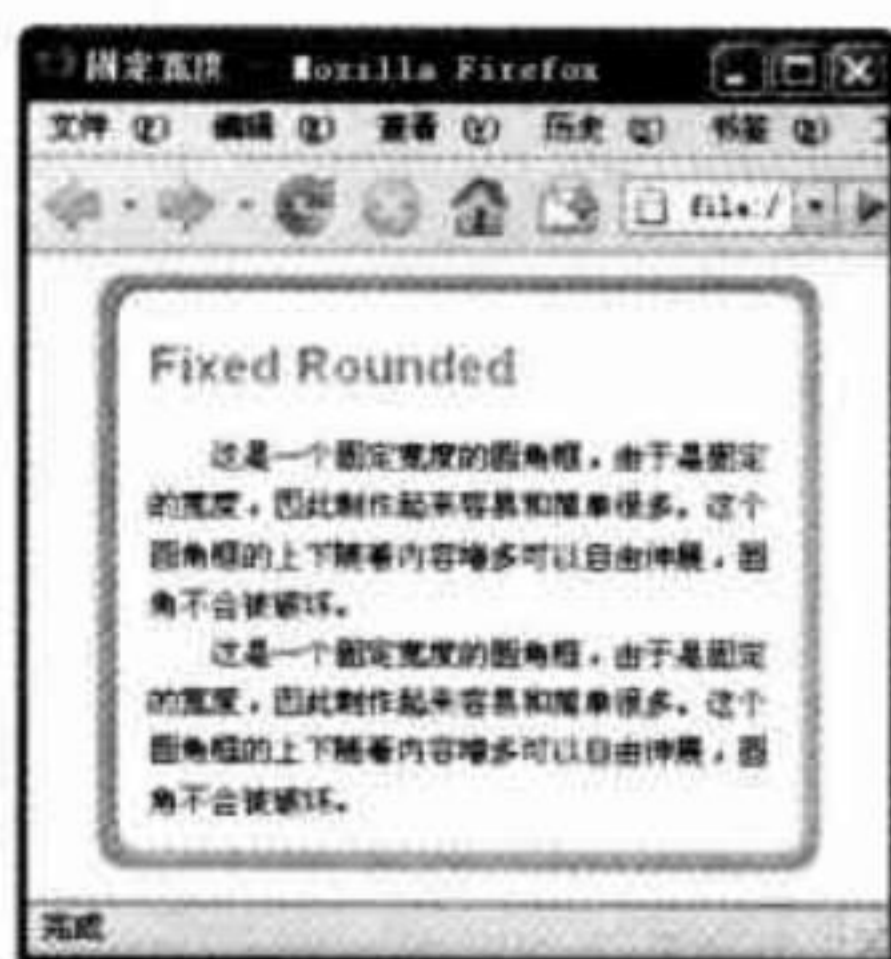 固定宽度 - Mozilla Firefox
文件(F) 编辑(E) 查看(V) 历史(S) 书签(B)
file:/
Fixed Rounded
这是一个固定宽度的圆角框，由于是固定
的宽度，因此制作起来容易和简单很多。这个
圆角框的上下随着内容增多可以自由伸展，圆
角不会被破坏。
这是一个固定宽度的圆角框，由于是固定
的宽度，因此制作起来容易和简单很多。这个
圆角框的上下随着内容增多可以自由伸展，圆
角不会被破坏。
完成